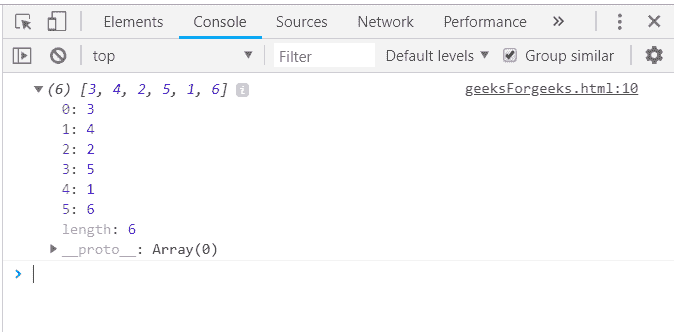 Elements Console Sources Network Performance »
top ▼ Filter Default levels ▼ Group similar
▼(6) [3, 4, 2, 5, 1, 6] i geeksForgeeks.html:10
0: 3
1: 4
2: 2
3: 5
4: 1
5: 6
length: 6
▶ __proto__: Array(0)
>